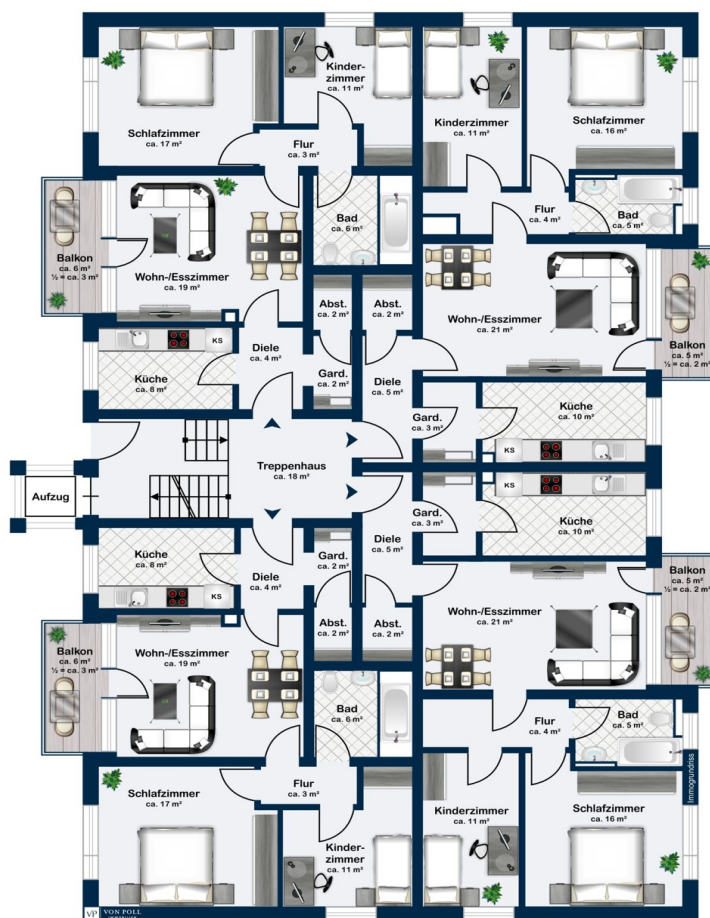 Schlafzimmer
ca. 17 m²
Kinder-
zimmer
ca. 11 m²
Flur
ca. 3 m²
Kinderzimmer
ca. 11 m²
Schlafzimmer
ca. 16 m²
Bad
ca. 6 m²
Flur
ca. 4 m²
Bad
ca. 5 m²
Balkon
ca. 6 m²
½ = ca. 3 m²
Wohn-/Esszimmer
ca. 19 m²
Abst.
ca. 2 m²
Abst.
ca. 2 m²
Wohn-/Esszimmer
ca. 21 m²
Balkon
ca. 5 m²
½ = ca. 2 m²
KS
Küche
ca. 8 m²
Diele
ca. 4 m²
Gard.
ca. 2 m²
Diele
ca. 5 m²
Gard.
ca. 3 m²
Küche
ca. 10 m²
KS
Treppenhaus
ca. 18 m²
Aufzug
KS
Küche
ca. 10 m²
Gard.
ca. 3 m²
Küche
ca. 8 m²
KS
Diele
ca. 4 m²
Gard.
ca. 2 m²
Diele
ca. 5 m²
Balkon
ca. 6 m²
½ = ca. 3 m²
Wohn-/Esszimmer
ca. 19 m²
Abst.
ca. 2 m²
Abst.
ca. 2 m²
Wohn-/Esszimmer
ca. 21 m²
Balkon
ca. 5 m²
½ = ca. 2 m²
Bad
ca. 6 m²
Flur
ca. 4 m²
Bad
ca. 5 m²
Schlafzimmer
ca. 17 m²
Flur
ca. 3 m²
Kinder-
zimmer
ca. 11 m²
Kinderzimmer
ca. 11 m²
Schlafzimmer
ca. 16 m²
Immogrundriss
VP VON POLL